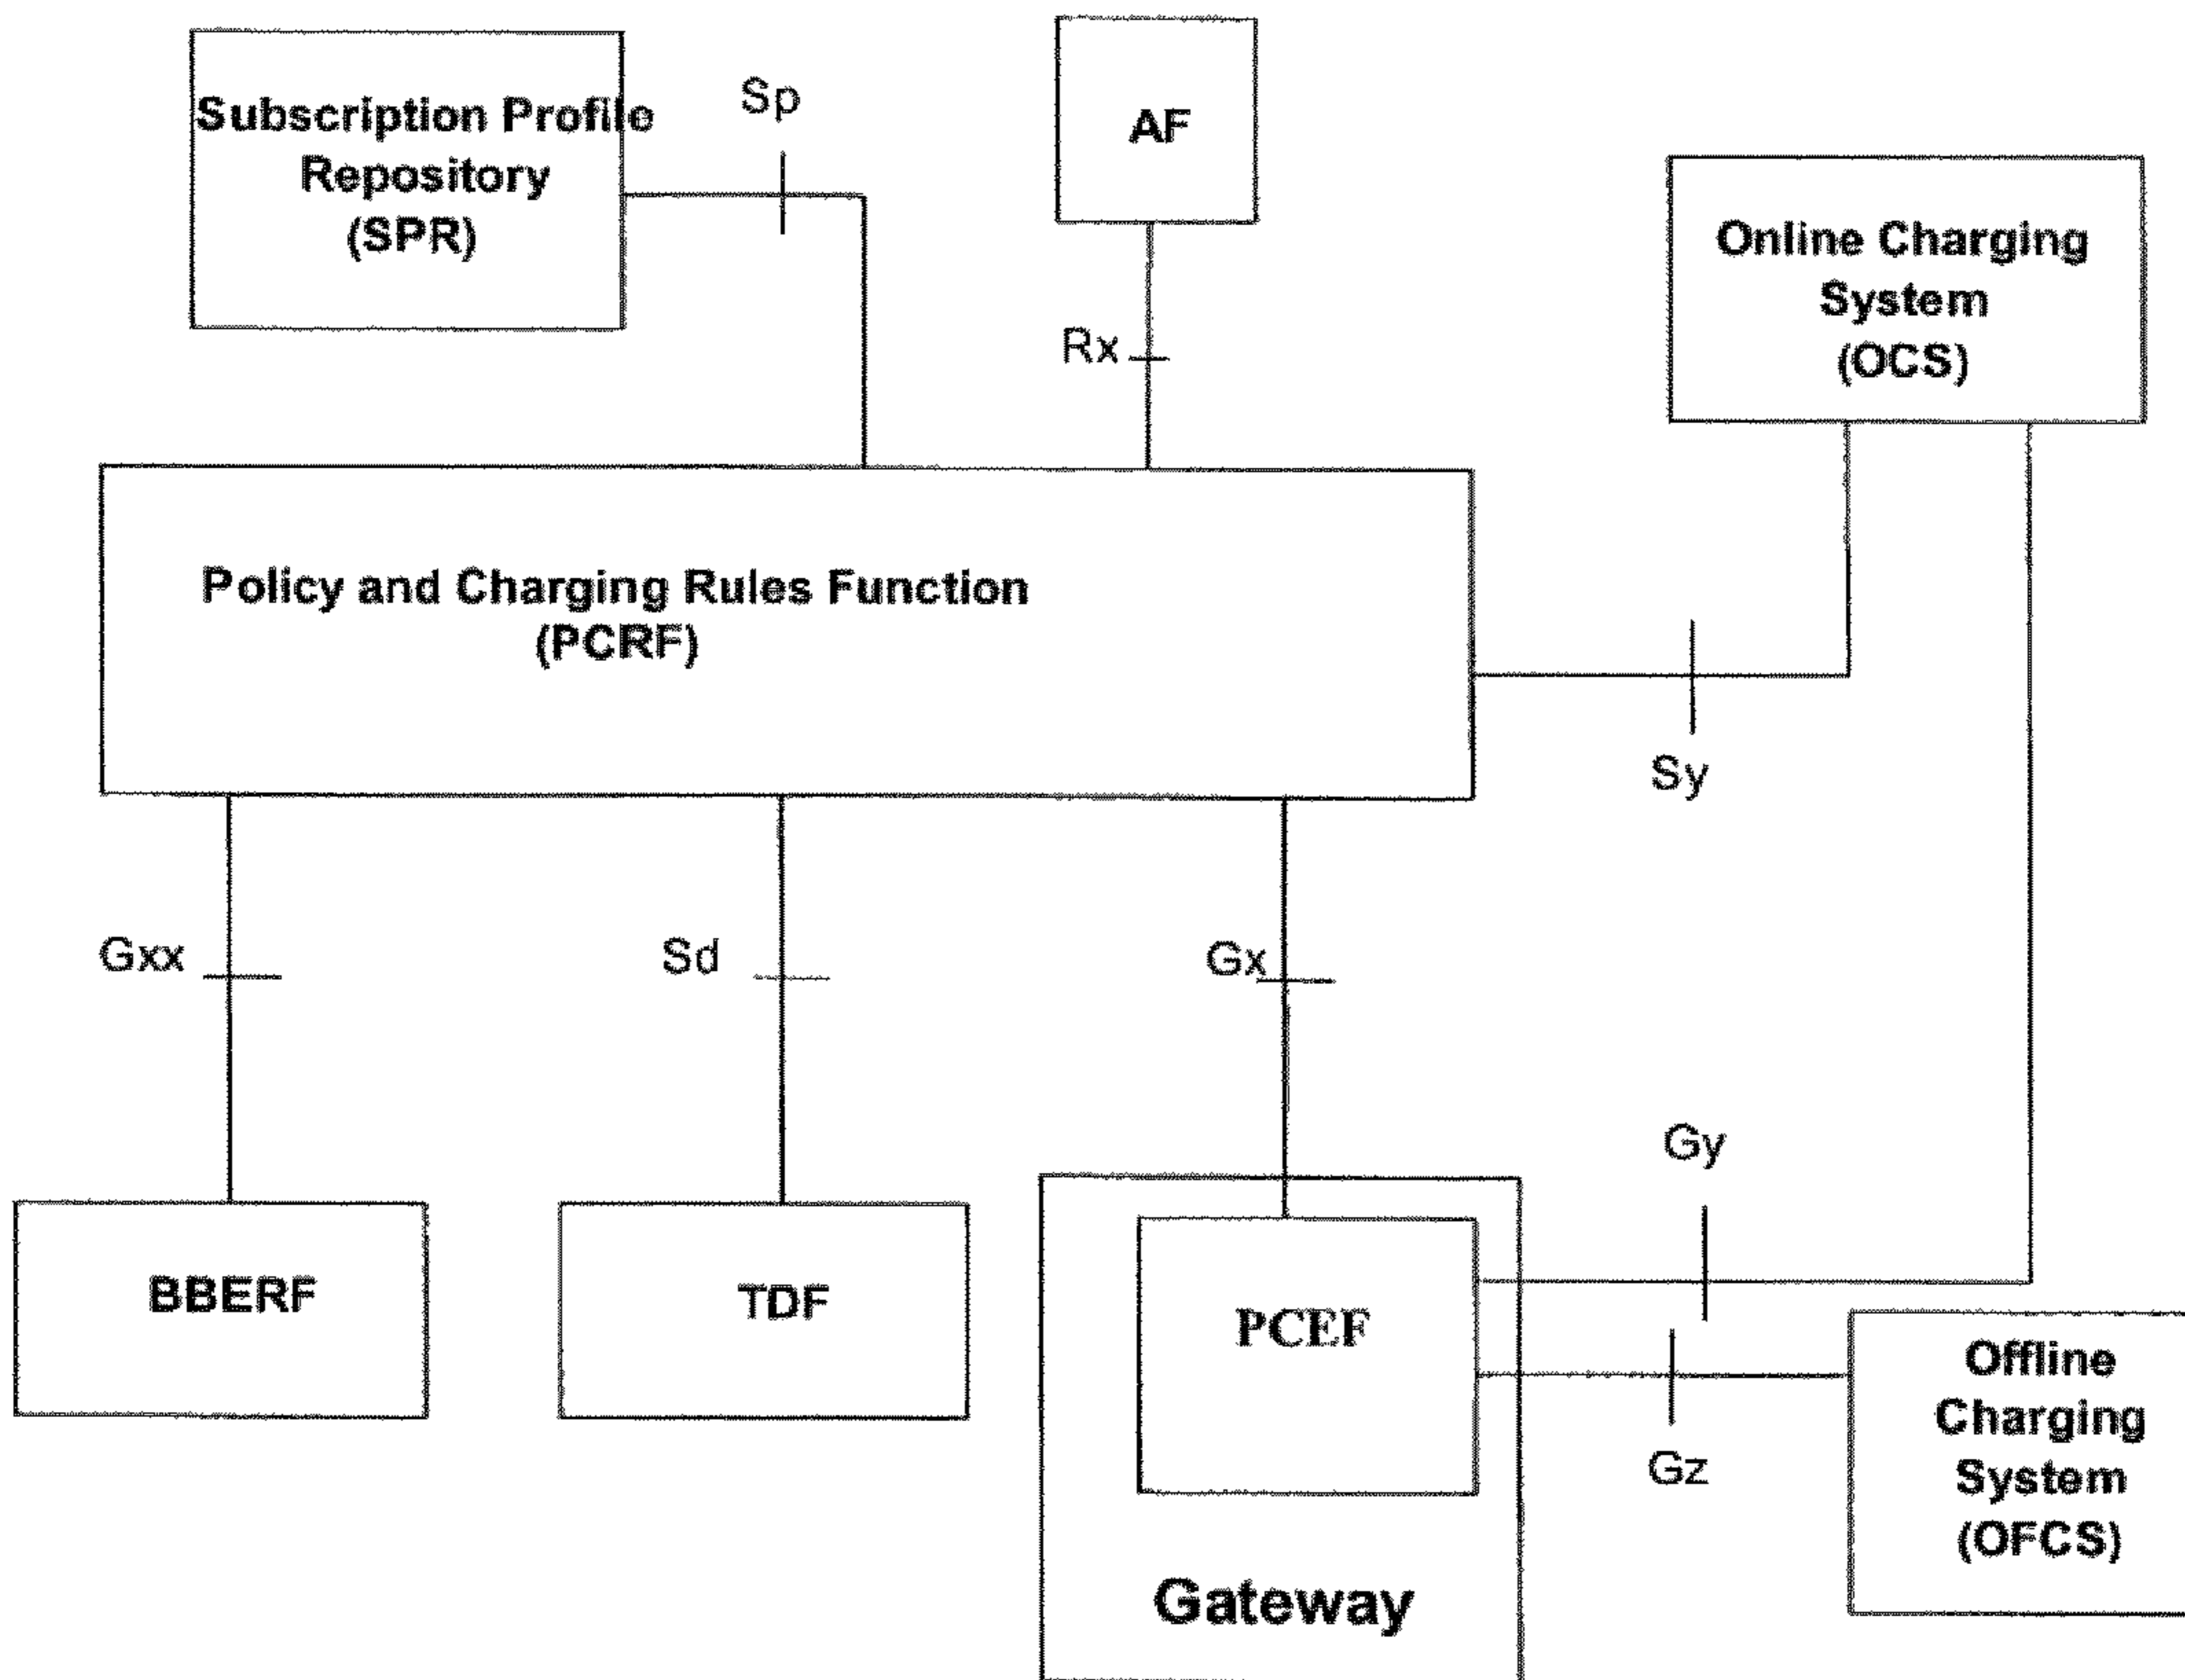 Subscription Profile
Repository
(SPR)
Sp
AF
Rx
Online Charging
System
(OCS)
Policy and Charging Rules Function
(PCRF)
Sy
Gxx
Sd
Gx
Gy
BBERF
TDF
PCEF
Gz
Offline
Charging
System
(OFCS)
Gateway